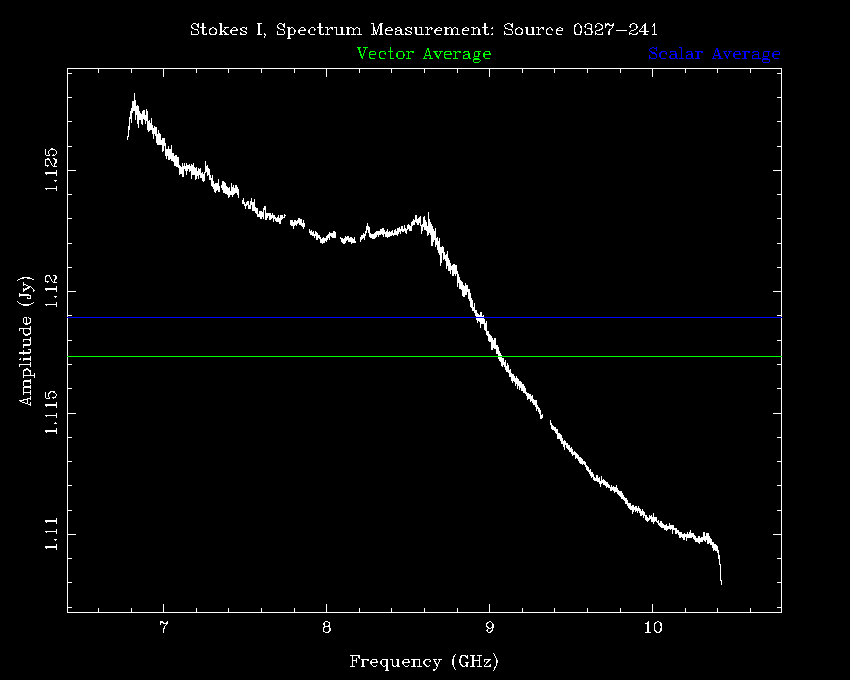 Stokes I, Spectrum Measurement: Source 0327-241
Vector Average Scalar Average
1.125
1.12
Amplitude (Jy)
1.115
1.11
7 8 9 10
Frequency (GHz)